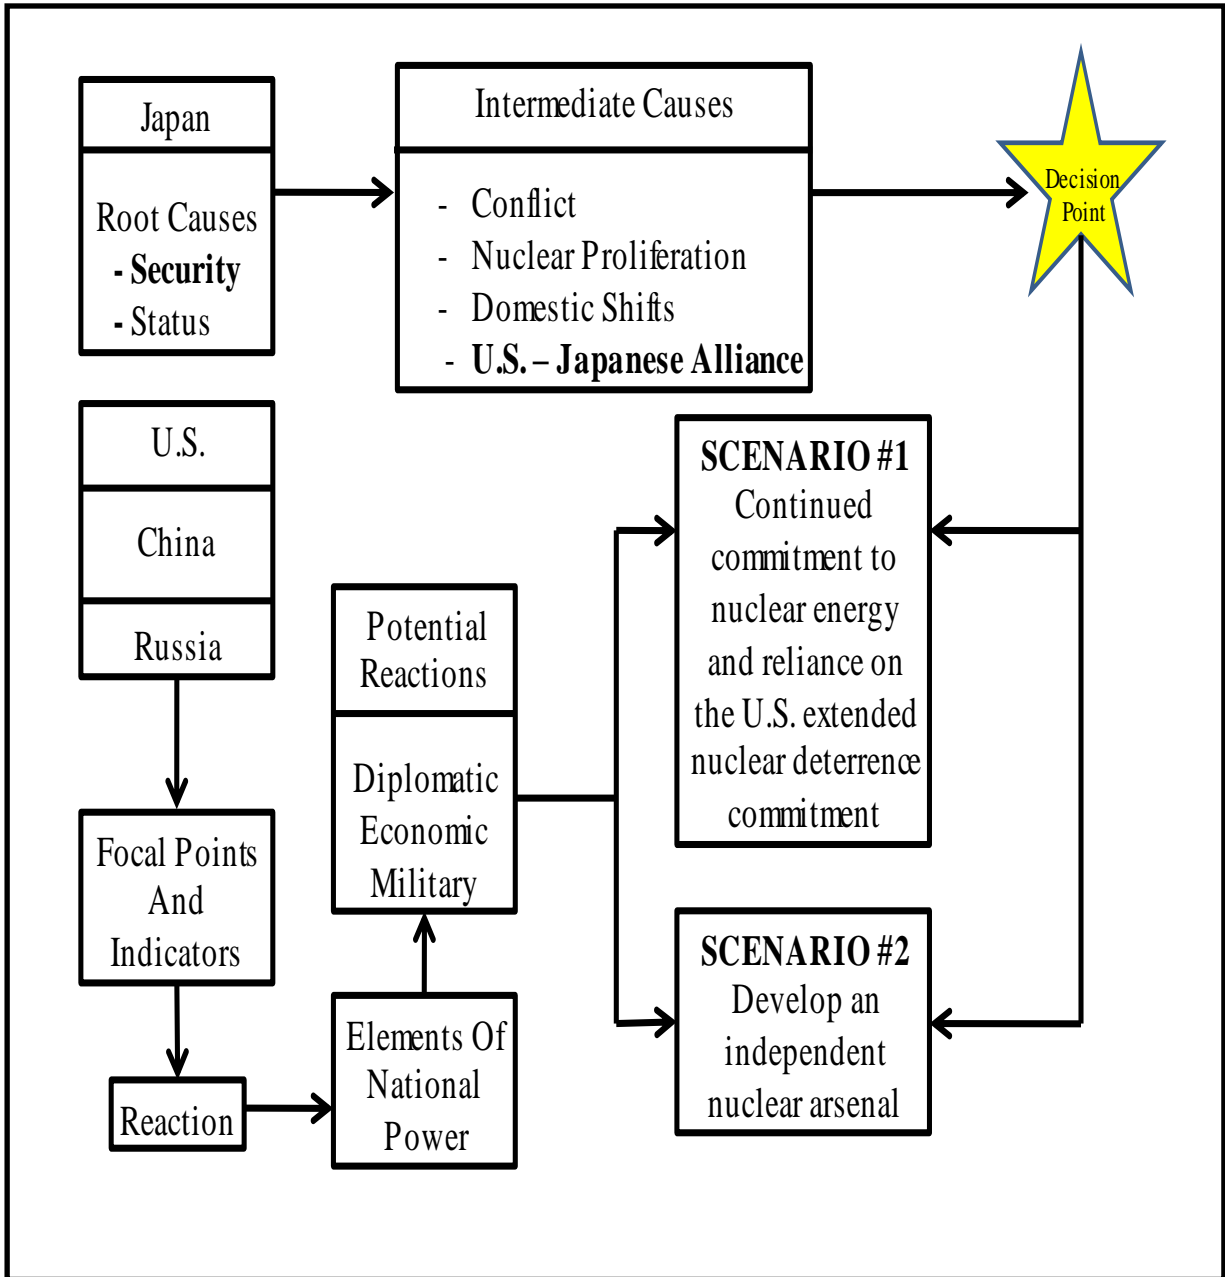 Japan
Root Causes
- Security
- Status
Intermediate Causes
- Conflict
- Nuclear Proliferation
- Domestic Shifts
- U.S. – Japanese Alliance
Decision
Point
U.S.
China
Russia
Focal Points
And
Indicators
Reaction
Elements Of
National
Power
Potential
Reactions
Diplomatic
Economic
Military
SCENARIO #1
Continued
commitment to
nuclear energy
and reliance on
the U.S. extended
nuclear deterrence
commitment
SCENARIO #2
Develop an
independent
nuclear arsenal